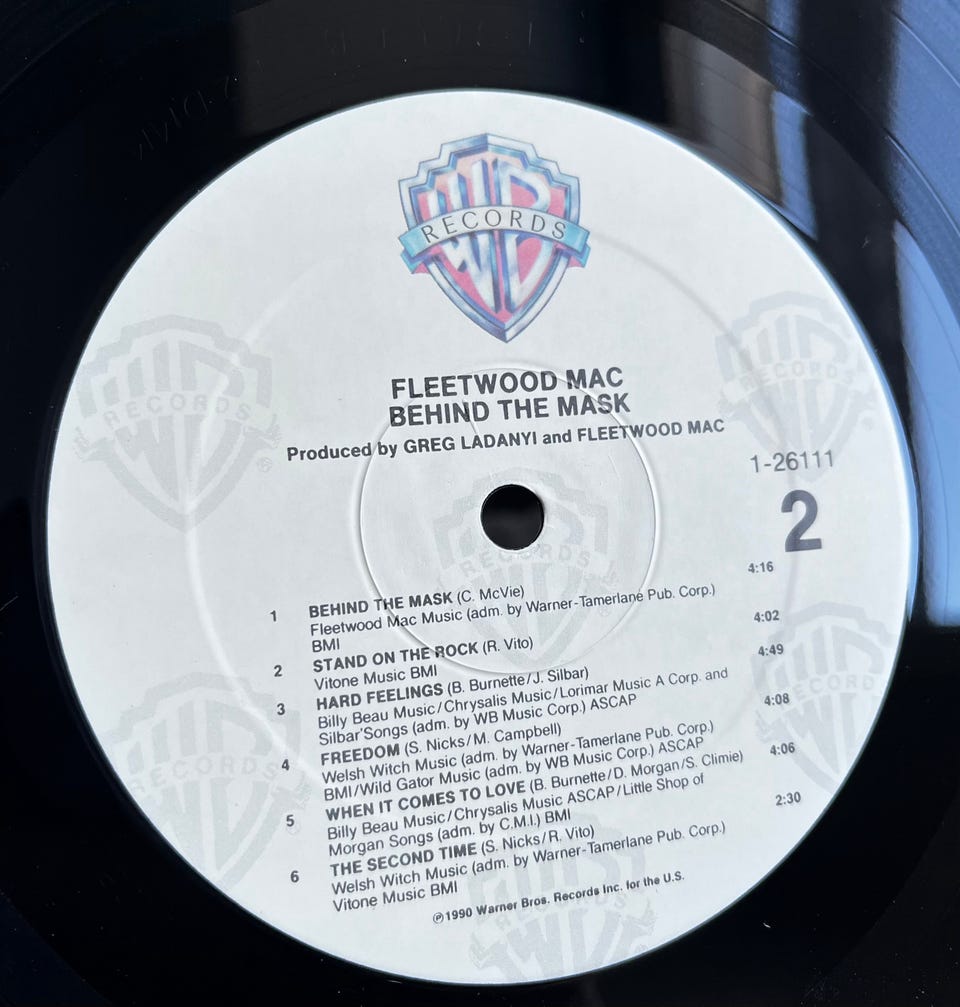 WB
RECORDS
FLEETWOOD MAC
BEHIND THE MASK
Produced by GREG LADANYI and FLEETWOOD MAC
1-26111
2
1 BEHIND THE MASK (C. McVie) 4:16
Fleetwood Mac Music (adm. by Warner-Tamerlane Pub. Corp.)
BMI
2 STAND ON THE ROCK (R. Vito) 4:02
Vitone Music BMI
3 HARD FEELINGS (B. Burnette/J. Silbar) 4:49
Billy Beau Music/Chrysalis Music/Lorimar Music A Corp. and
Silbar'Songs (adm. by WB Music Corp.) ASCAP
4 FREEDOM (S. Nicks/M. Campbell) 4:08
Welsh Witch Music (adm. by Warner-Tamerlane Pub. Corp.)
BMI/Wild Gator Music (adm. by WB Music Corp.) ASCAP
5 WHEN IT COMES TO LOVE (B. Burnette/D. Morgan/S. Climie) 4:06
Billy Beau Music/Chrysalis Music ASCAP/Little Shop of
Morgan Songs (adm. by C.M.I.) BMI
6 THE SECOND TIME (S. Nicks/R. Vito) 2:30
Welsh Witch Music (adm. by Warner-Tamerlane Pub. Corp.)
Vitone Music BMI
℗1990 Warner Bros. Records Inc. for the U.S.